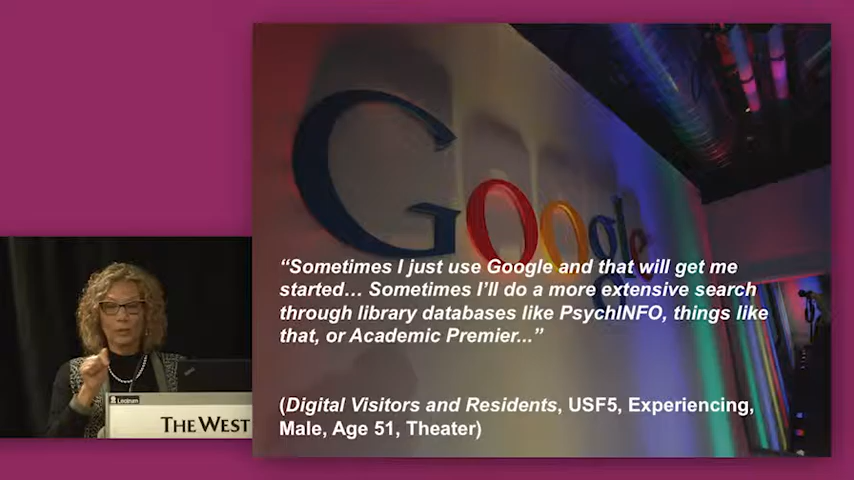 Google
“Sometimes I just use Google and that will get me
started… Sometimes I’ll do a more extensive search
through library databases like PsychINFO, things like
that, or Academic Premier...”
(Digital Visitors and Residents, USF5, Experiencing,
Male, Age 51, Theater)
Lectrum
THE WEST